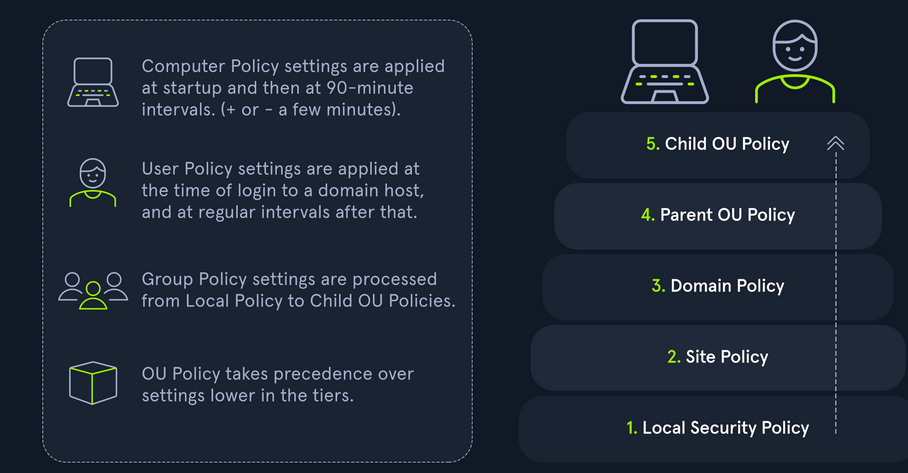 Computer Policy settings are applied
at startup and then at 90-minute
intervals. (+ or - a few minutes).
User Policy settings are applied at
the time of login to a domain host,
and at regular intervals after that.
Group Policy settings are processed
from Local Policy to Child OU Policies.
OU Policy takes precedence over
settings lower in the tiers.
5. Child OU Policy
4. Parent OU Policy
3. Domain Policy
2. Site Policy
1. Local Security Policy